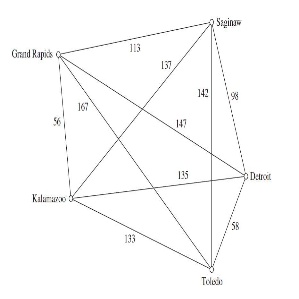 Saginaw
Grand Rapids
113
137
142
98
56
167
147
135
Detroit
Kalamazoo
58
133
Toledo